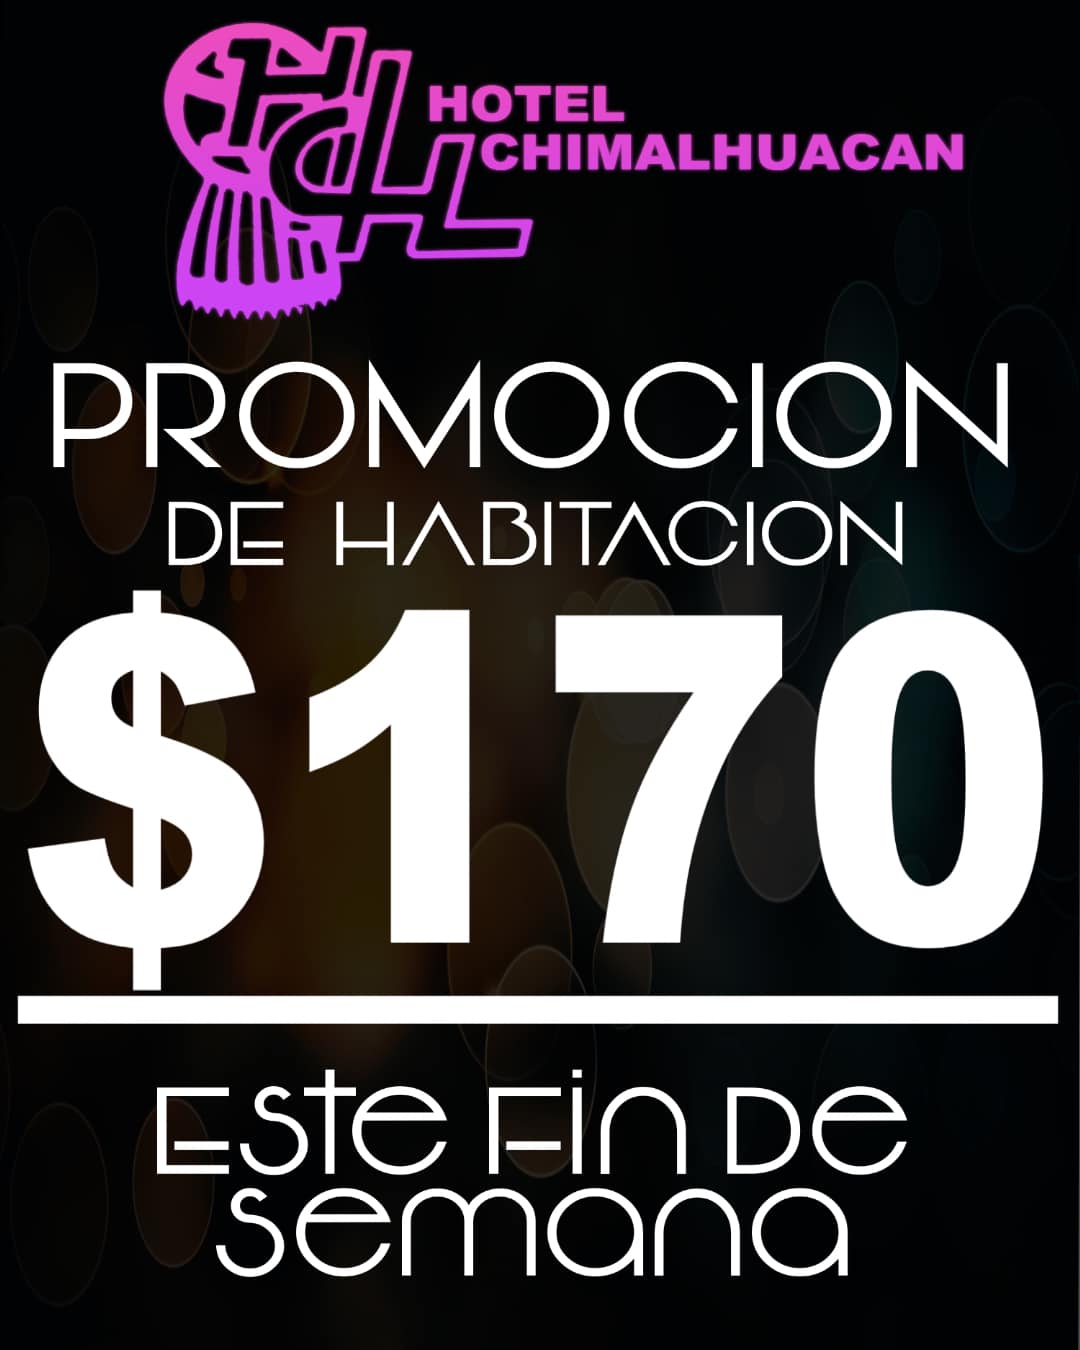 HOTEL
CHIMALHUACAN
PROMOCION
DE HABITACION
$170
Este Fin De
semana